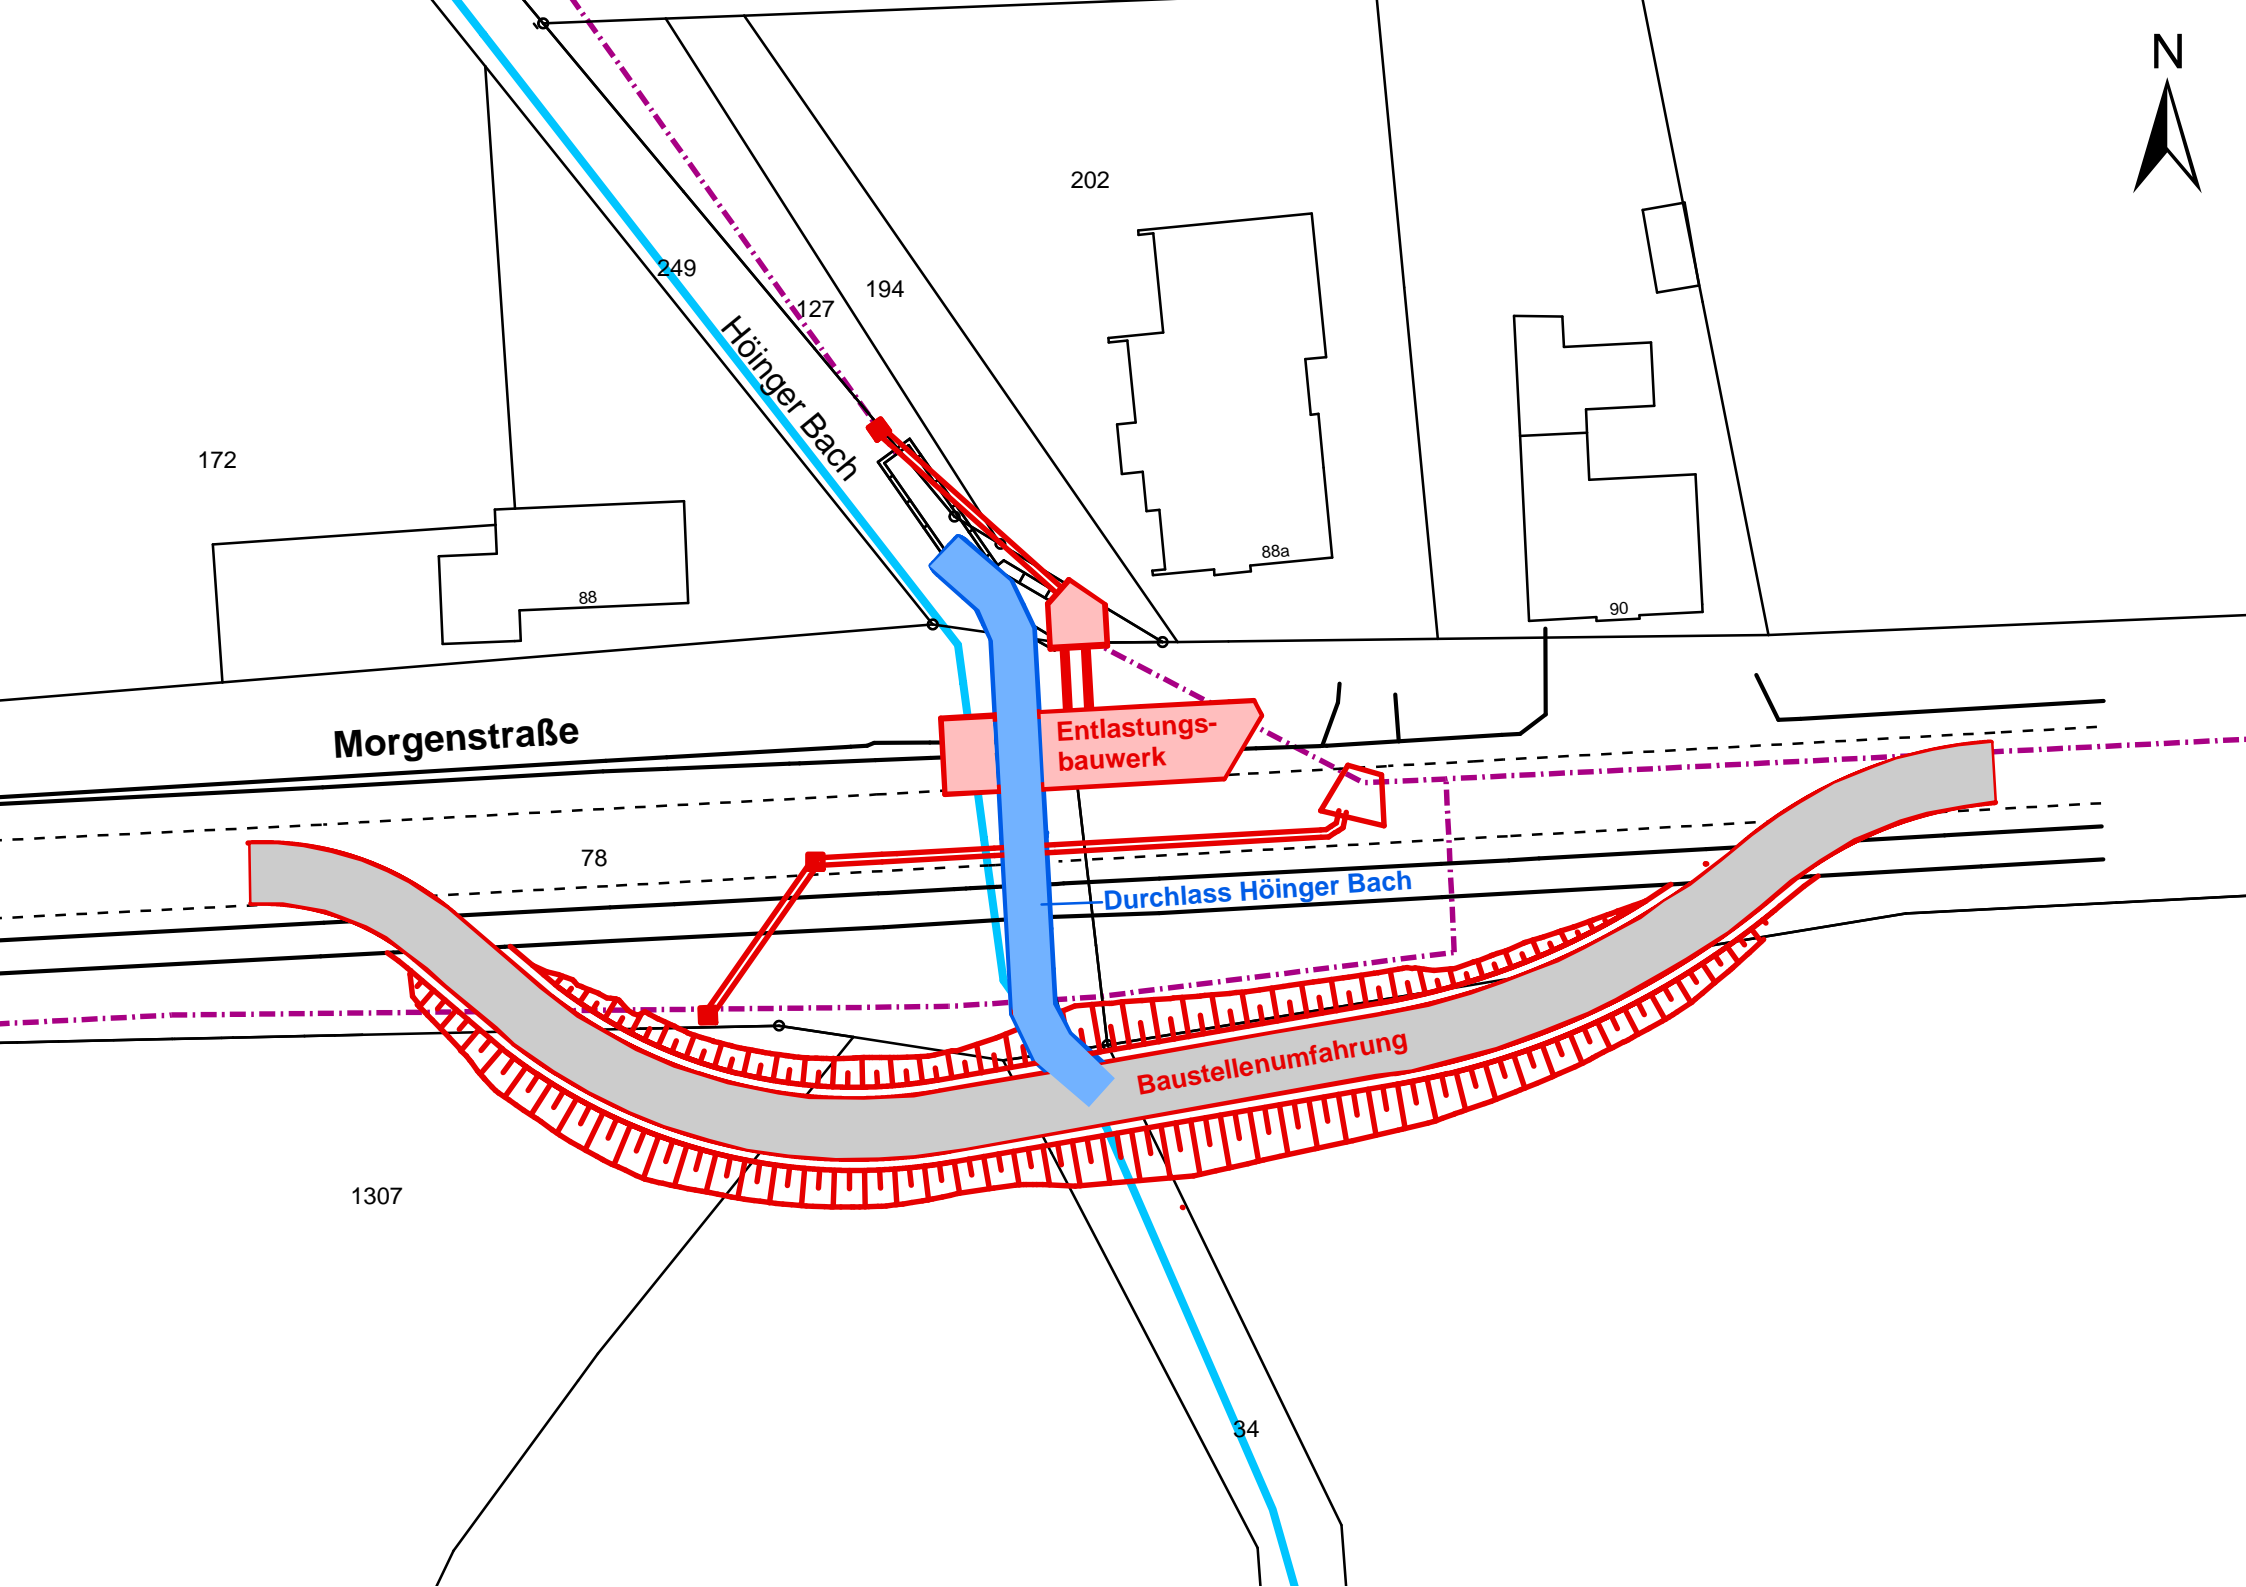 N
202
249
194
127
Höinger Bach
172
88a
88
90
Morgenstraße
Entlastungs-
bauwerk
78
Durchlass Höinger Bach
Baustellenumfahrung
1307
34